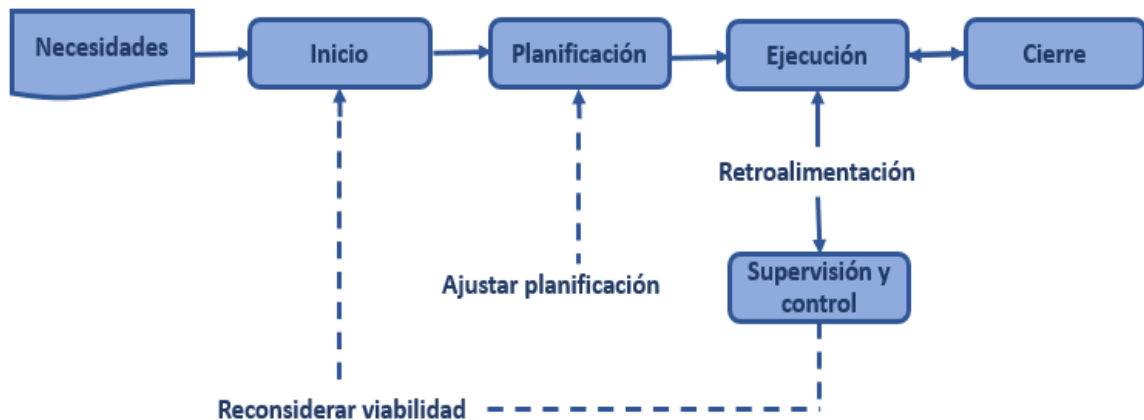 Necesidades
Inicio
Planificación
Ejecución
Cierre
Retroalimentación
Ajustar planificación
Supervisión y
control
Reconsiderar viabilidad